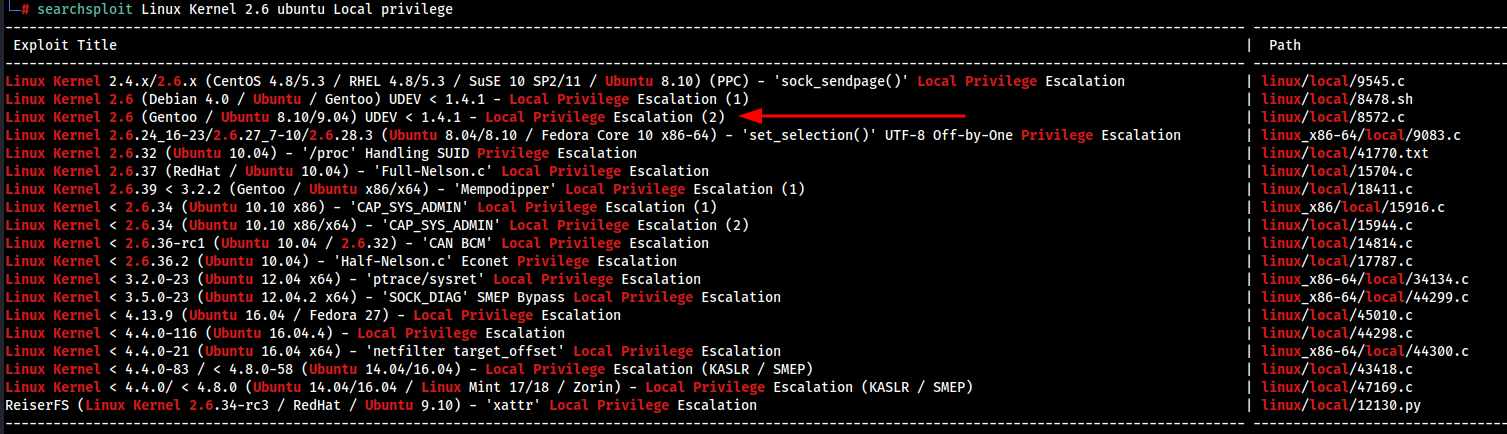 └─# searchsploit Linux Kernel 2.6 ubuntu Local privilege
Exploit Title | Path
Linux Kernel 2.4.x/2.6.x (CentOS 4.8/5.3 / RHEL 4.8/5.3 / SuSE 10 SP2/11 / Ubuntu 8.10) (PPC) - 'sock_sendpage()' Local Privilege Escalation | linux/local/9545.c
Linux Kernel 2.6 (Debian 4.0 / Ubuntu / Gentoo) UDEV < 1.4.1 - Local Privilege Escalation (1) | linux/local/8478.sh
Linux Kernel 2.6 (Gentoo / Ubuntu 8.10/9.04) UDEV < 1.4.1 - Local Privilege Escalation (2) | linux/local/8572.c
Linux Kernel 2.6.24_16-23/2.6.27_7-10/2.6.28.3 (Ubuntu 8.04/8.10 / Fedora Core 10 x86-64) - 'set_selection()' UTF-8 Off-by-One Privilege Escalation | linux_x86-64/local/9083.c
Linux Kernel 2.6.32 (Ubuntu 10.04) - '/proc' Handling SUID Privilege Escalation | linux/local/41770.txt
Linux Kernel 2.6.37 (RedHat / Ubuntu 10.04) - 'Full-Nelson.c' Local Privilege Escalation | linux/local/15704.c
Linux Kernel 2.6.39 < 3.2.2 (Gentoo / Ubuntu x86/x64) - 'Mempodipper' Local Privilege Escalation (1) | linux/local/18411.c
Linux Kernel < 2.6.34 (Ubuntu 10.10 x86) - 'CAP_SYS_ADMIN' Local Privilege Escalation (1) | linux_x86/local/15916.c
Linux Kernel < 2.6.34 (Ubuntu 10.10 x86/x64) - 'CAP_SYS_ADMIN' Local Privilege Escalation (2) | linux/local/15944.c
Linux Kernel < 2.6.36-rc1 (Ubuntu 10.04 / 2.6.32) - 'CAN BCM' Local Privilege Escalation | linux/local/14814.c
Linux Kernel < 2.6.36.2 (Ubuntu 10.04) - 'Half-Nelson.c' Econet Privilege Escalation | linux/local/17787.c
Linux Kernel < 3.2.0-23 (Ubuntu 12.04 x64) - 'ptrace/sysret' Local Privilege Escalation | linux_x86-64/local/34134.c
Linux Kernel < 3.5.0-23 (Ubuntu 12.04.2 x64) - 'SOCK_DIAG' SMEP Bypass Local Privilege Escalation | linux_x86-64/local/44299.c
Linux Kernel < 4.13.9 (Ubuntu 16.04 / Fedora 27) - Local Privilege Escalation | linux/local/45010.c
Linux Kernel < 4.4.0-116 (Ubuntu 16.04.4) - Local Privilege Escalation | linux/local/44298.c
Linux Kernel < 4.4.0-21 (Ubuntu 16.04 x64) - 'netfilter target_offset' Local Privilege Escalation | linux_x86-64/local/44300.c
Linux Kernel < 4.4.0-83 / < 4.8.0-58 (Ubuntu 14.04/16.04) - Local Privilege Escalation (KASLR / SMEP) | linux/local/43418.c
Linux Kernel < 4.4.0/ < 4.8.0 (Ubuntu 14.04/16.04 / Linux Mint 17/18 / Zorin) - Local Privilege Escalation (KASLR / SMEP) | linux/local/47169.c
ReiserFS (Linux Kernel 2.6.34-rc3 / RedHat / Ubuntu 9.10) - 'xattr' Local Privilege Escalation | linux/local/12130.py